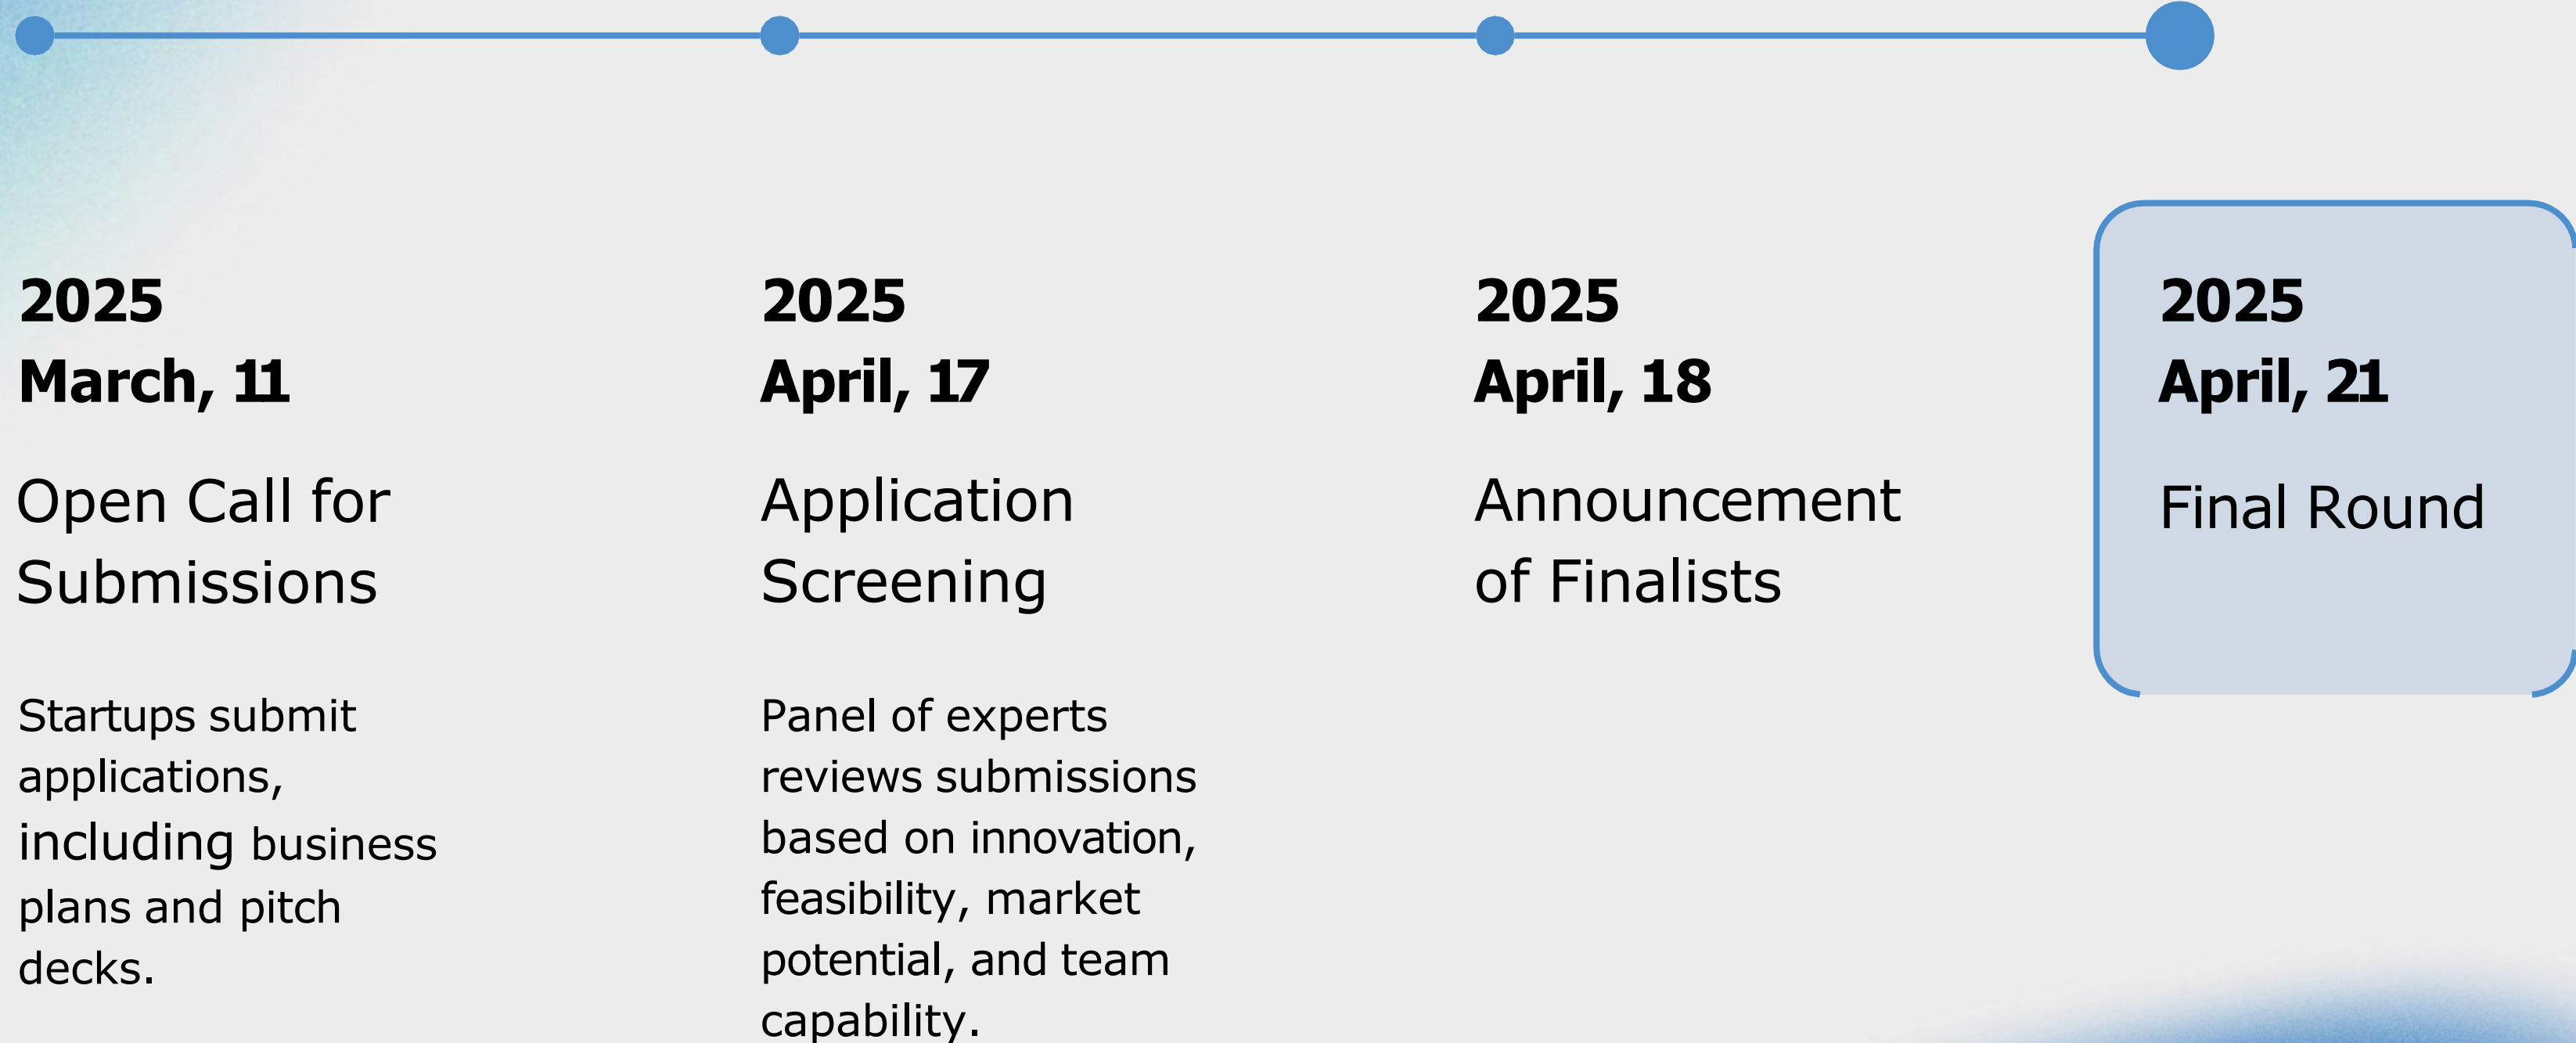 2025
March, 11
Open Call for
Submissions
Startups submit
applications,
including business
plans and pitch
decks.
2025
April, 17
Application
Screening
Panel of experts
reviews submissions
based on innovation,
feasibility, market
potential, and team
capability.
2025
April, 18
Announcement
of Finalists
2025
April, 21
Final Round